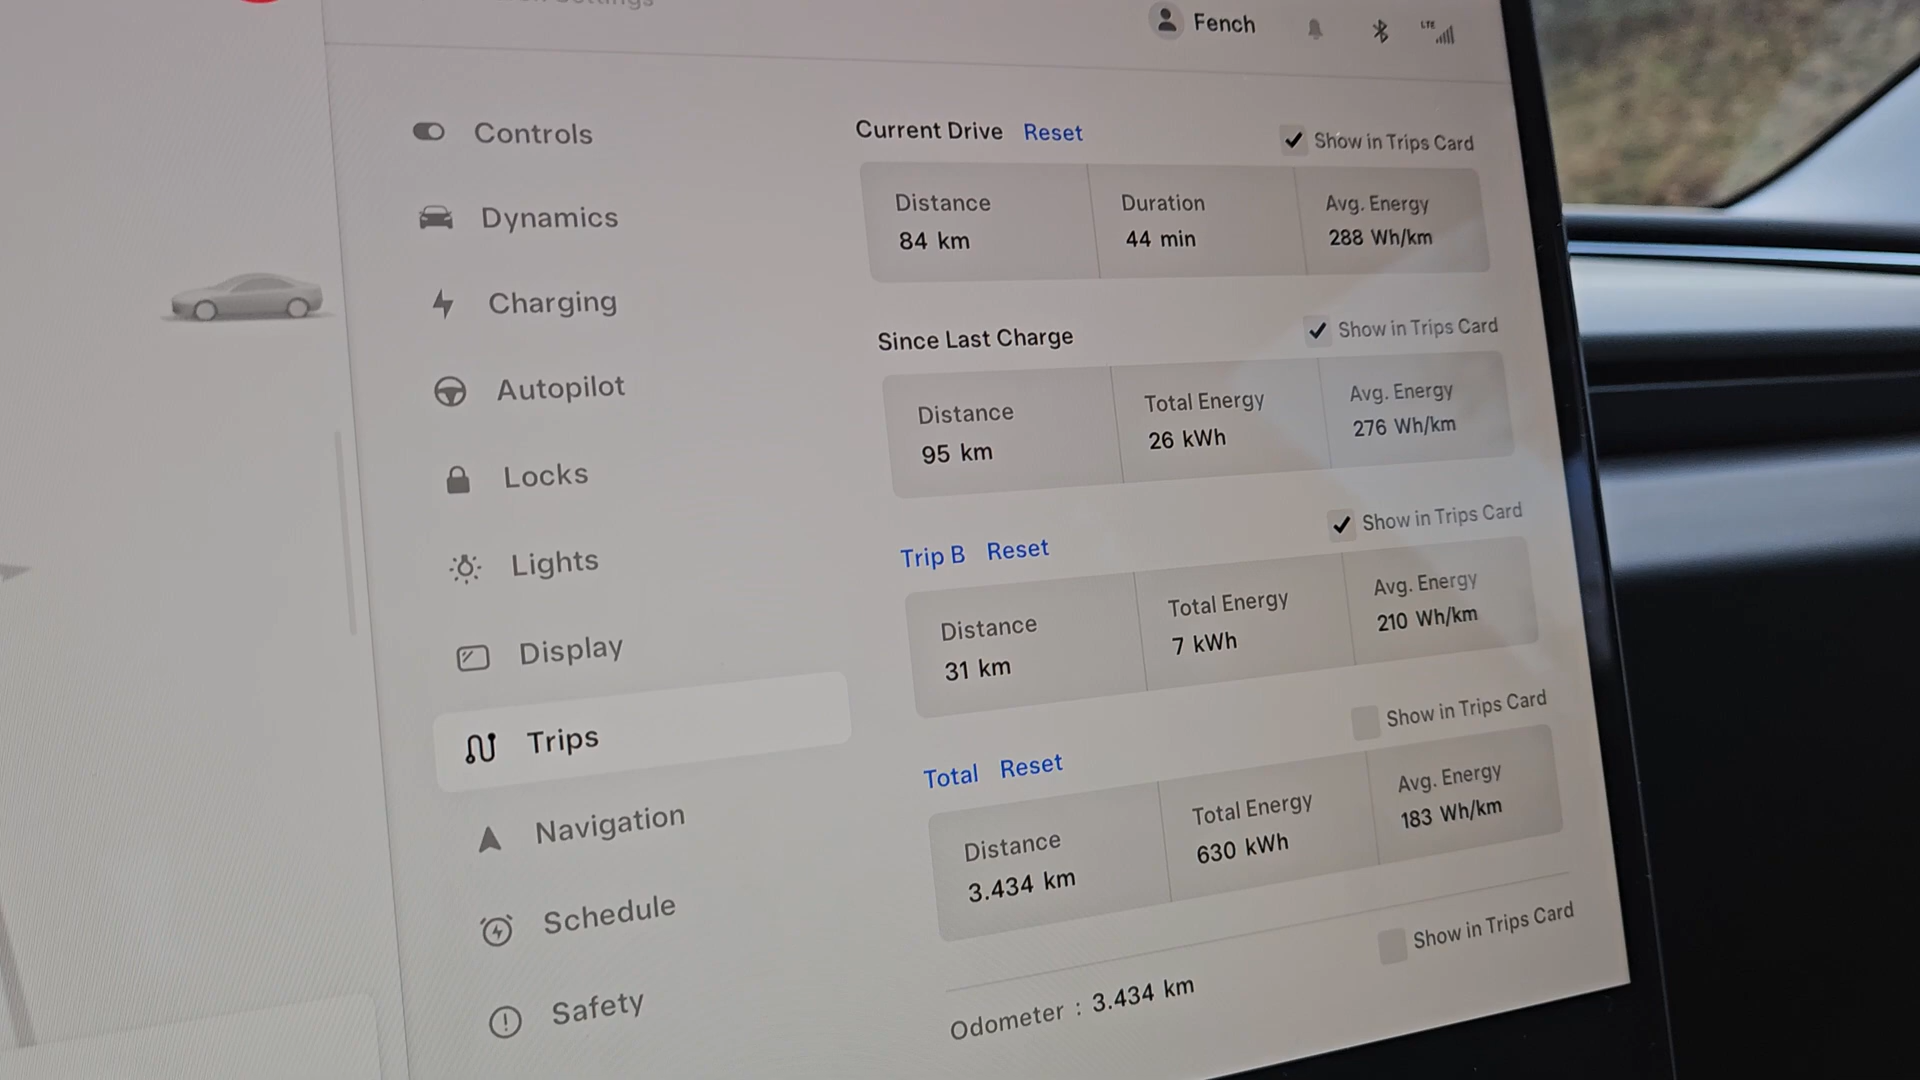 Fench
LTE
Controls
Dynamics
Charging
Autopilot
Locks
Lights
Display
Trips
Navigation
Schedule
Safety
Current Drive Reset
Show in Trips Card
Distance Duration Avg. Energy
84 km 44 min 288 Wh/km
Since Last Charge
Show in Trips Card
Distance Total Energy Avg. Energy
95 km 26 kWh 276 Wh/km
Trip B Reset
Show in Trips Card
Distance Total Energy Avg. Energy
31 km 7 kWh 210 Wh/km
Total Reset
Show in Trips Card
Distance Total Energy Avg. Energy
3.434 km 630 kWh 183 Wh/km
Show in Trips Card
Odometer : 3.434 km